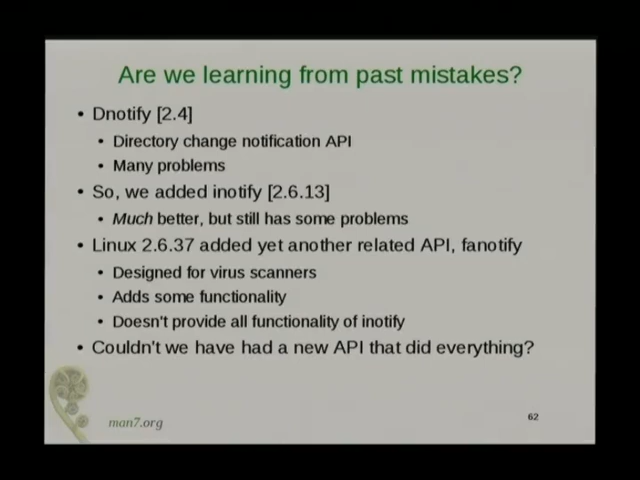 Are we learning from past mistakes?
• Dnotify [2.4]
• Directory change notification API
• Many problems
• So, we added inotify [2.6.13]
• Much better, but still has some problems
• Linux 2.6.37 added yet another related API, fanotify
• Designed for virus scanners
• Adds some functionality
• Doesn't provide all functionality of inotify
• Couldn't we have had a new API that did everything?
man7.org
62